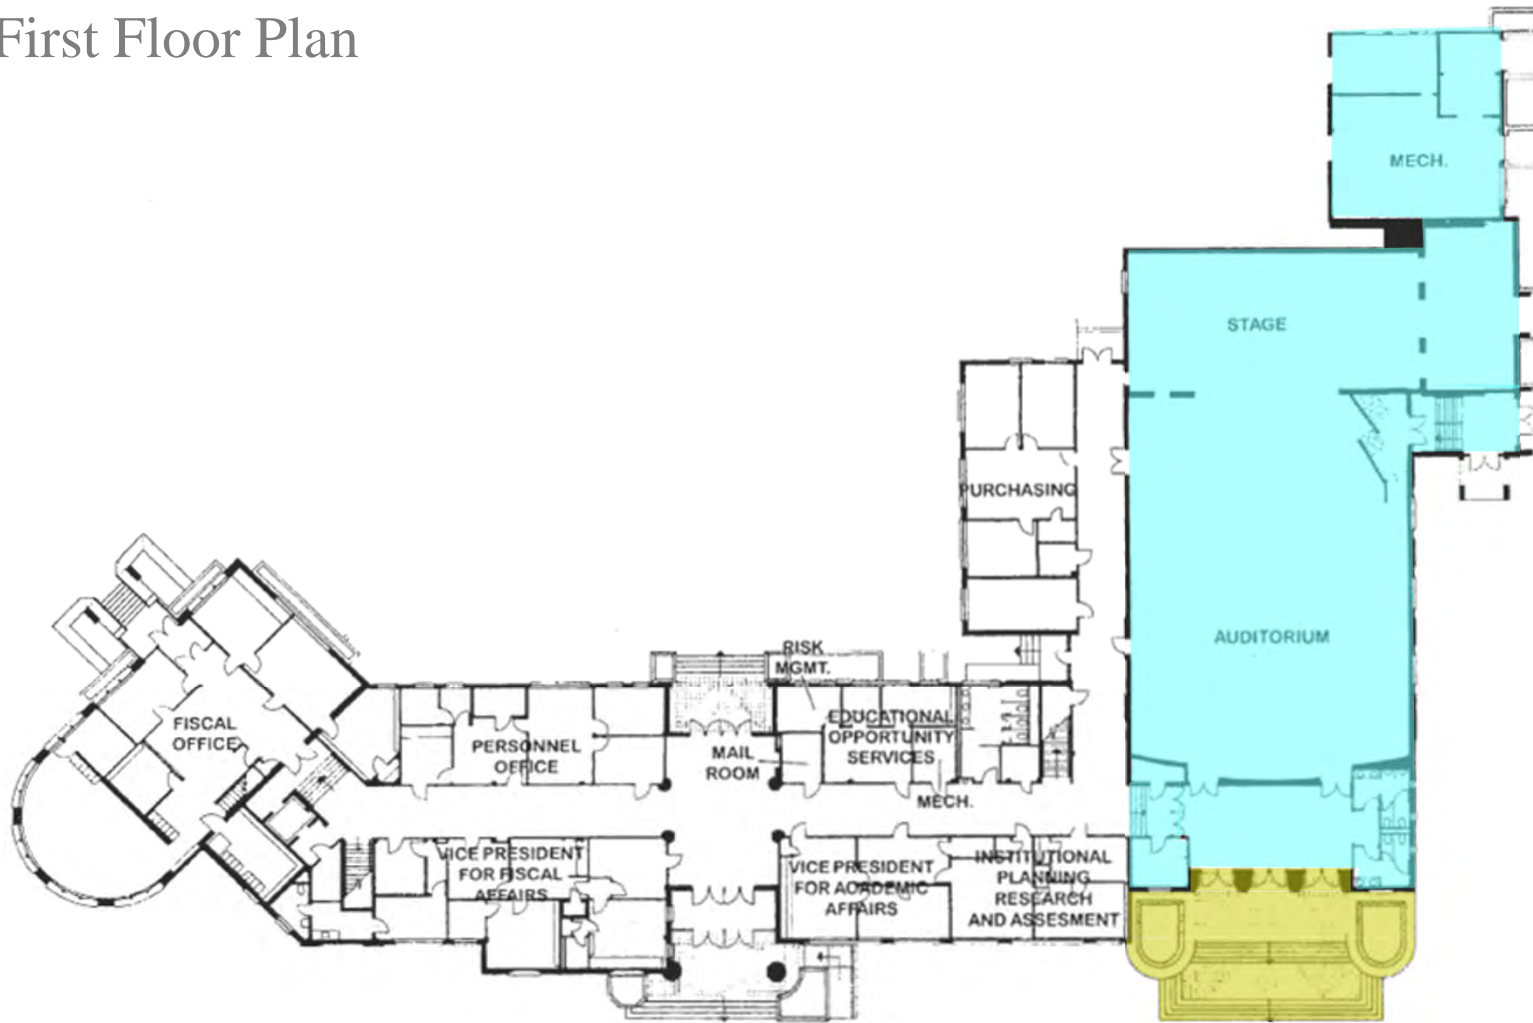 First Floor Plan
MECH.
STAGE
PURCHASING
AUDITORIUM
RISK
MGMT.
FISCAL
OFFICE
PERSONNEL
OFFICE
MAIL
ROOM
EDUCATIONAL
OPPORTUNITY
SERVICES
MECH.
VICE PRESIDENT
FOR FISCAL
AFFAIRS
VICE PRESIDENT
FOR ACADEMIC
AFFAIRS
INSTITUTIONAL
PLANNING
RESEARCH
AND ASSESMENT